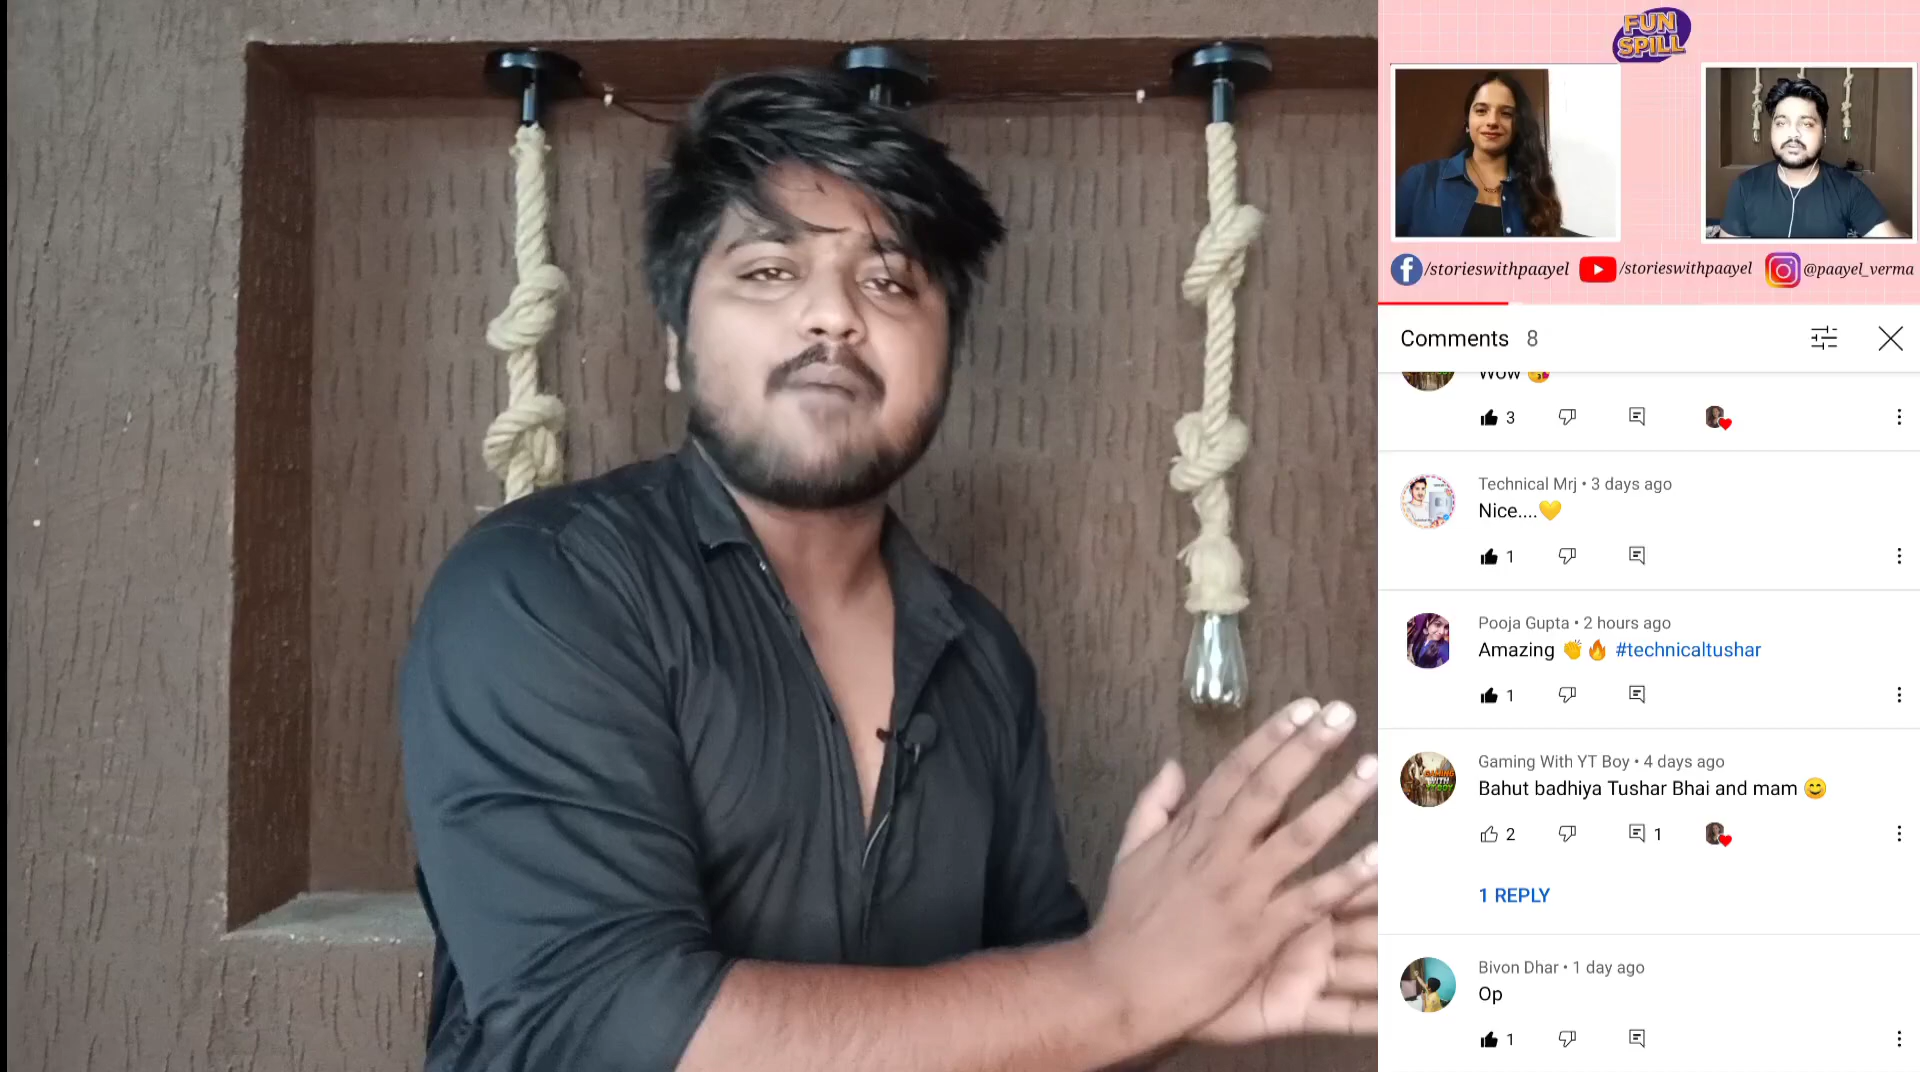 FUN
SPILL
/storieswithpaayel
/storieswithpaayel
@paayel_verma
Comments 8
Wow 😘
3
Technical Mrj • 3 days ago
Nice....💛
1
Pooja Gupta • 2 hours ago
Amazing 👏🔥 #technicaltushar
1
Gaming With YT Boy • 4 days ago
Bahut badhiya Tushar Bhai and mam 😊
2
1
1 REPLY
Bivon Dhar • 1 day ago
Op
1